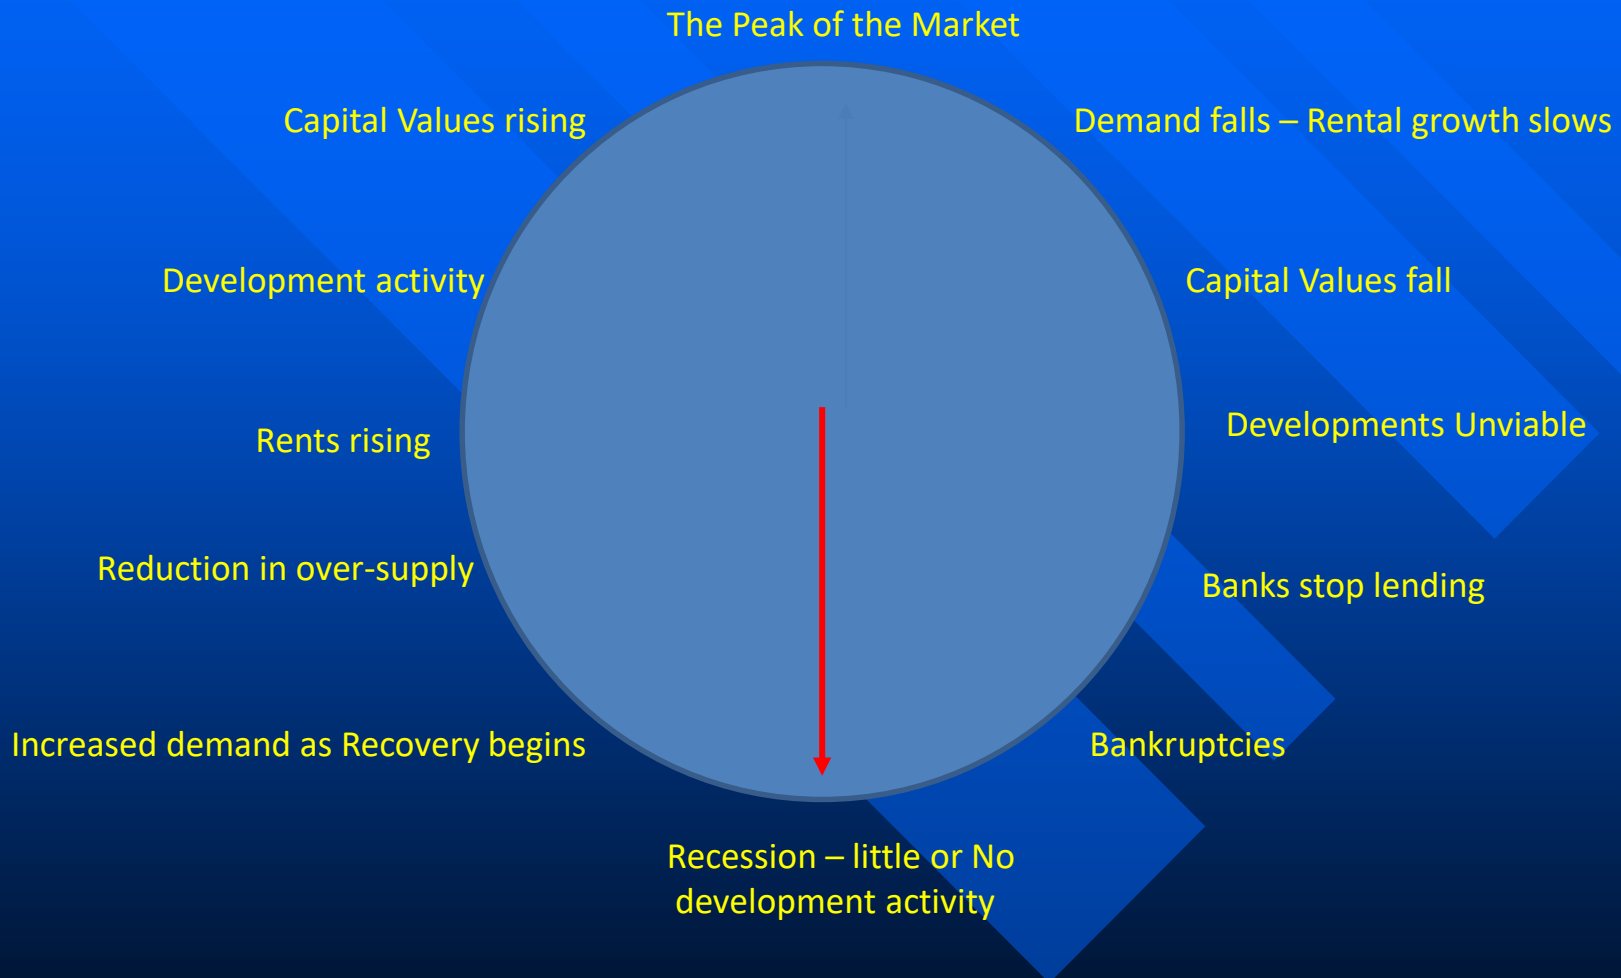 The Peak of the Market
Capital Values rising
Demand falls – Rental growth slows
Development activity
Capital Values fall
Rents rising
Developments Unviable
Reduction in over-supply
Banks stop lending
Increased demand as Recovery begins
Bankruptcies
Recession – little or No
development activity